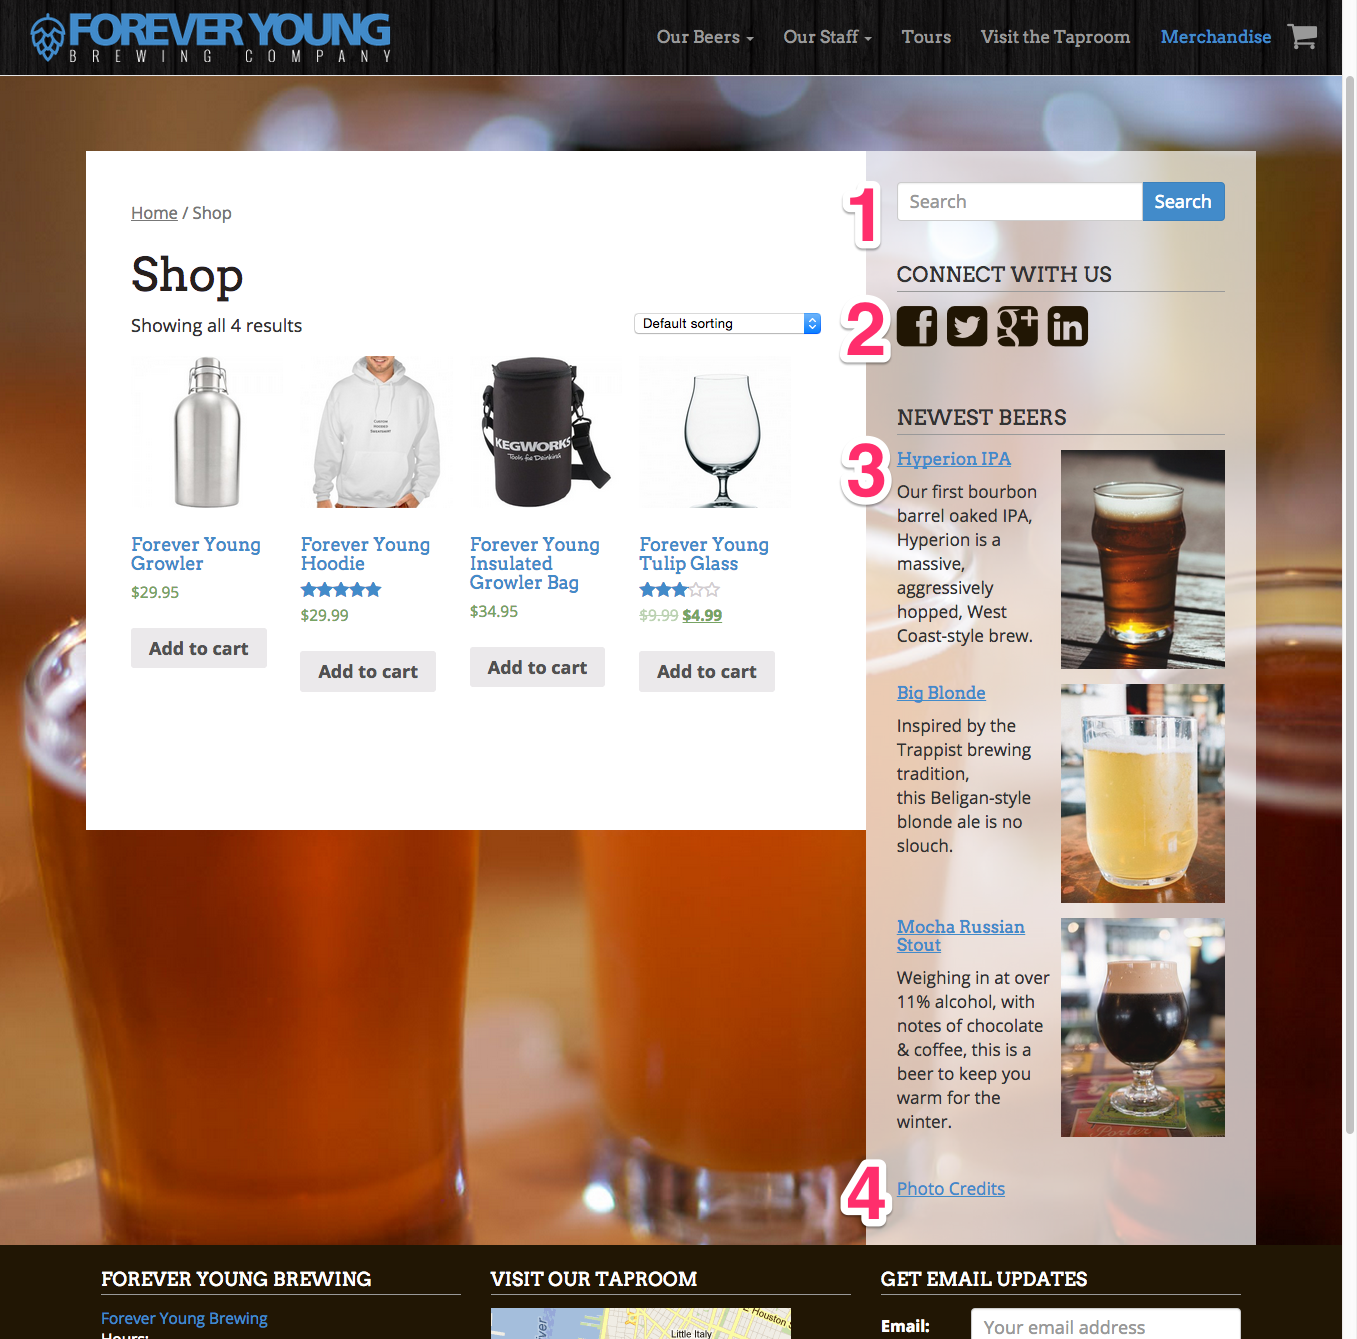 FOREVER YOUNG
BREWING COMPANY
Our Beers
Our Staff
Tours
Visit the Taproom
Merchandise
Home / Shop
Shop
Showing all 4 results
Default sorting
KEGWORKS
Tools for Drinking
Forever Young
Growler
$29.95
Add to cart
Forever Young
Hoodie
$29.99
Add to cart
Forever Young
Insulated
Growler Bag
$34.95
Add to cart
Forever Young
Tulip Glass
$9.99 $4.99
Add to cart
1
Search
Search
CONNECT WITH US
2
f
g+
in
NEWEST BEERS
3
Hyperion IPA
Our first bourbon
barrel oaked IPA,
Hyperion is a
massive,
aggressively
hopped, West
Coast-style brew.
Big Blonde
Inspired by the
Trappist brewing
tradition,
this Beligan-style
blonde ale is no
slouch.
Mocha Russian
Stout
Weighing in at over
11% alcohol, with
notes of chocolate
& coffee, this is a
beer to keep you
warm for the
winter.
4
Photo Credits
FOREVER YOUNG BREWING
Forever Young Brewing
Hours:
VISIT OUR TAPROOM
E Houston S
Little Italy
GET EMAIL UPDATES
Email:
Your email address